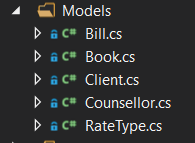 Models
C# Bill.cs
C# Book.cs
C# Client.cs
C# Counsellor.cs
C# RateType.cs